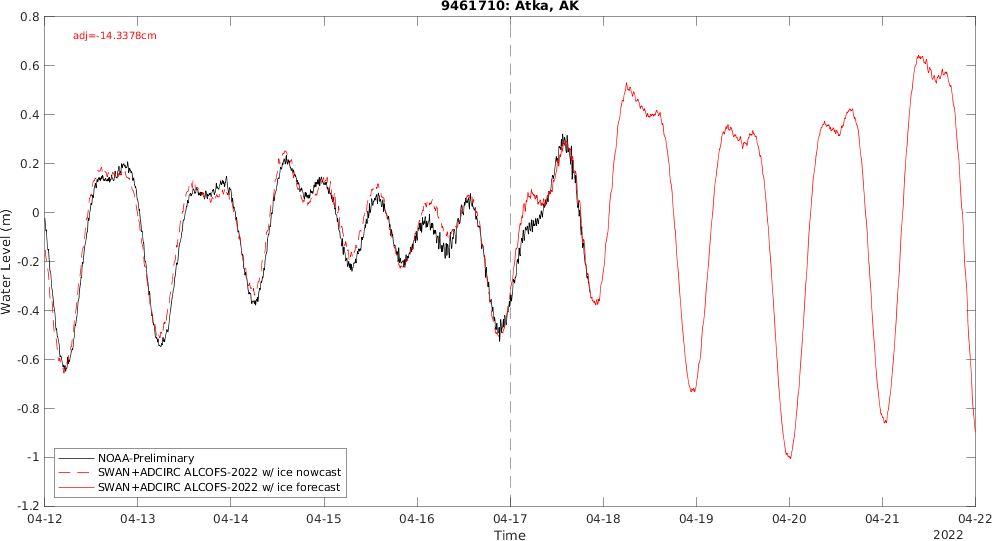 9461710: Atka, AK
adj=-14.3378cm
0.8
0.6
0.4
0.2
0
-0.2
-0.4
-0.6
-0.8
-1
-1.2
Water Level (m)
NOAA-Preliminary
SWAN+ADCIRC ALCOFS-2022 w/ ice nowcast
SWAN+ADCIRC ALCOFS-2022 w/ ice forecast
04-12 04-13 04-14 04-15 04-16 04-17 04-18 04-19 04-20 04-21 04-22
Time
2022